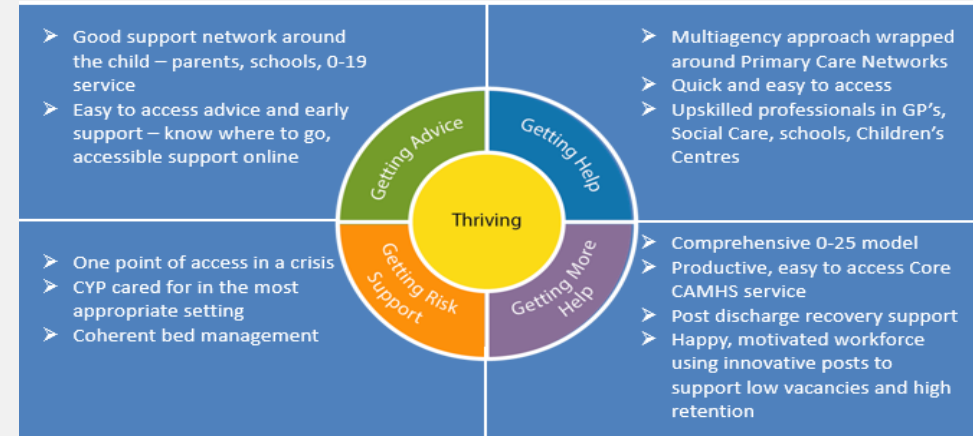 ➢ Good support network around
the child – parents, schools, 0-19
service
➢ Easy to access advice and early
support – know where to go,
accessible support online
➢ Multiagency approach wrapped
around Primary Care Networks
➢ Quick and easy to access
➢ Upskilled professionals in GP's,
Social Care, schools, Children's
Centres
Getting Advice
Getting Help
Thriving
Getting Risk
Support
Getting More
Help
➢ One point of access in a crisis
➢ CYP cared for in the most
appropriate setting
➢ Coherent bed management
➢ Comprehensive 0-25 model
➢ Productive, easy to access Core
CAMHS service
➢ Post discharge recovery support
➢ Happy, motivated workforce
using innovative posts to
support low vacancies and high
retention